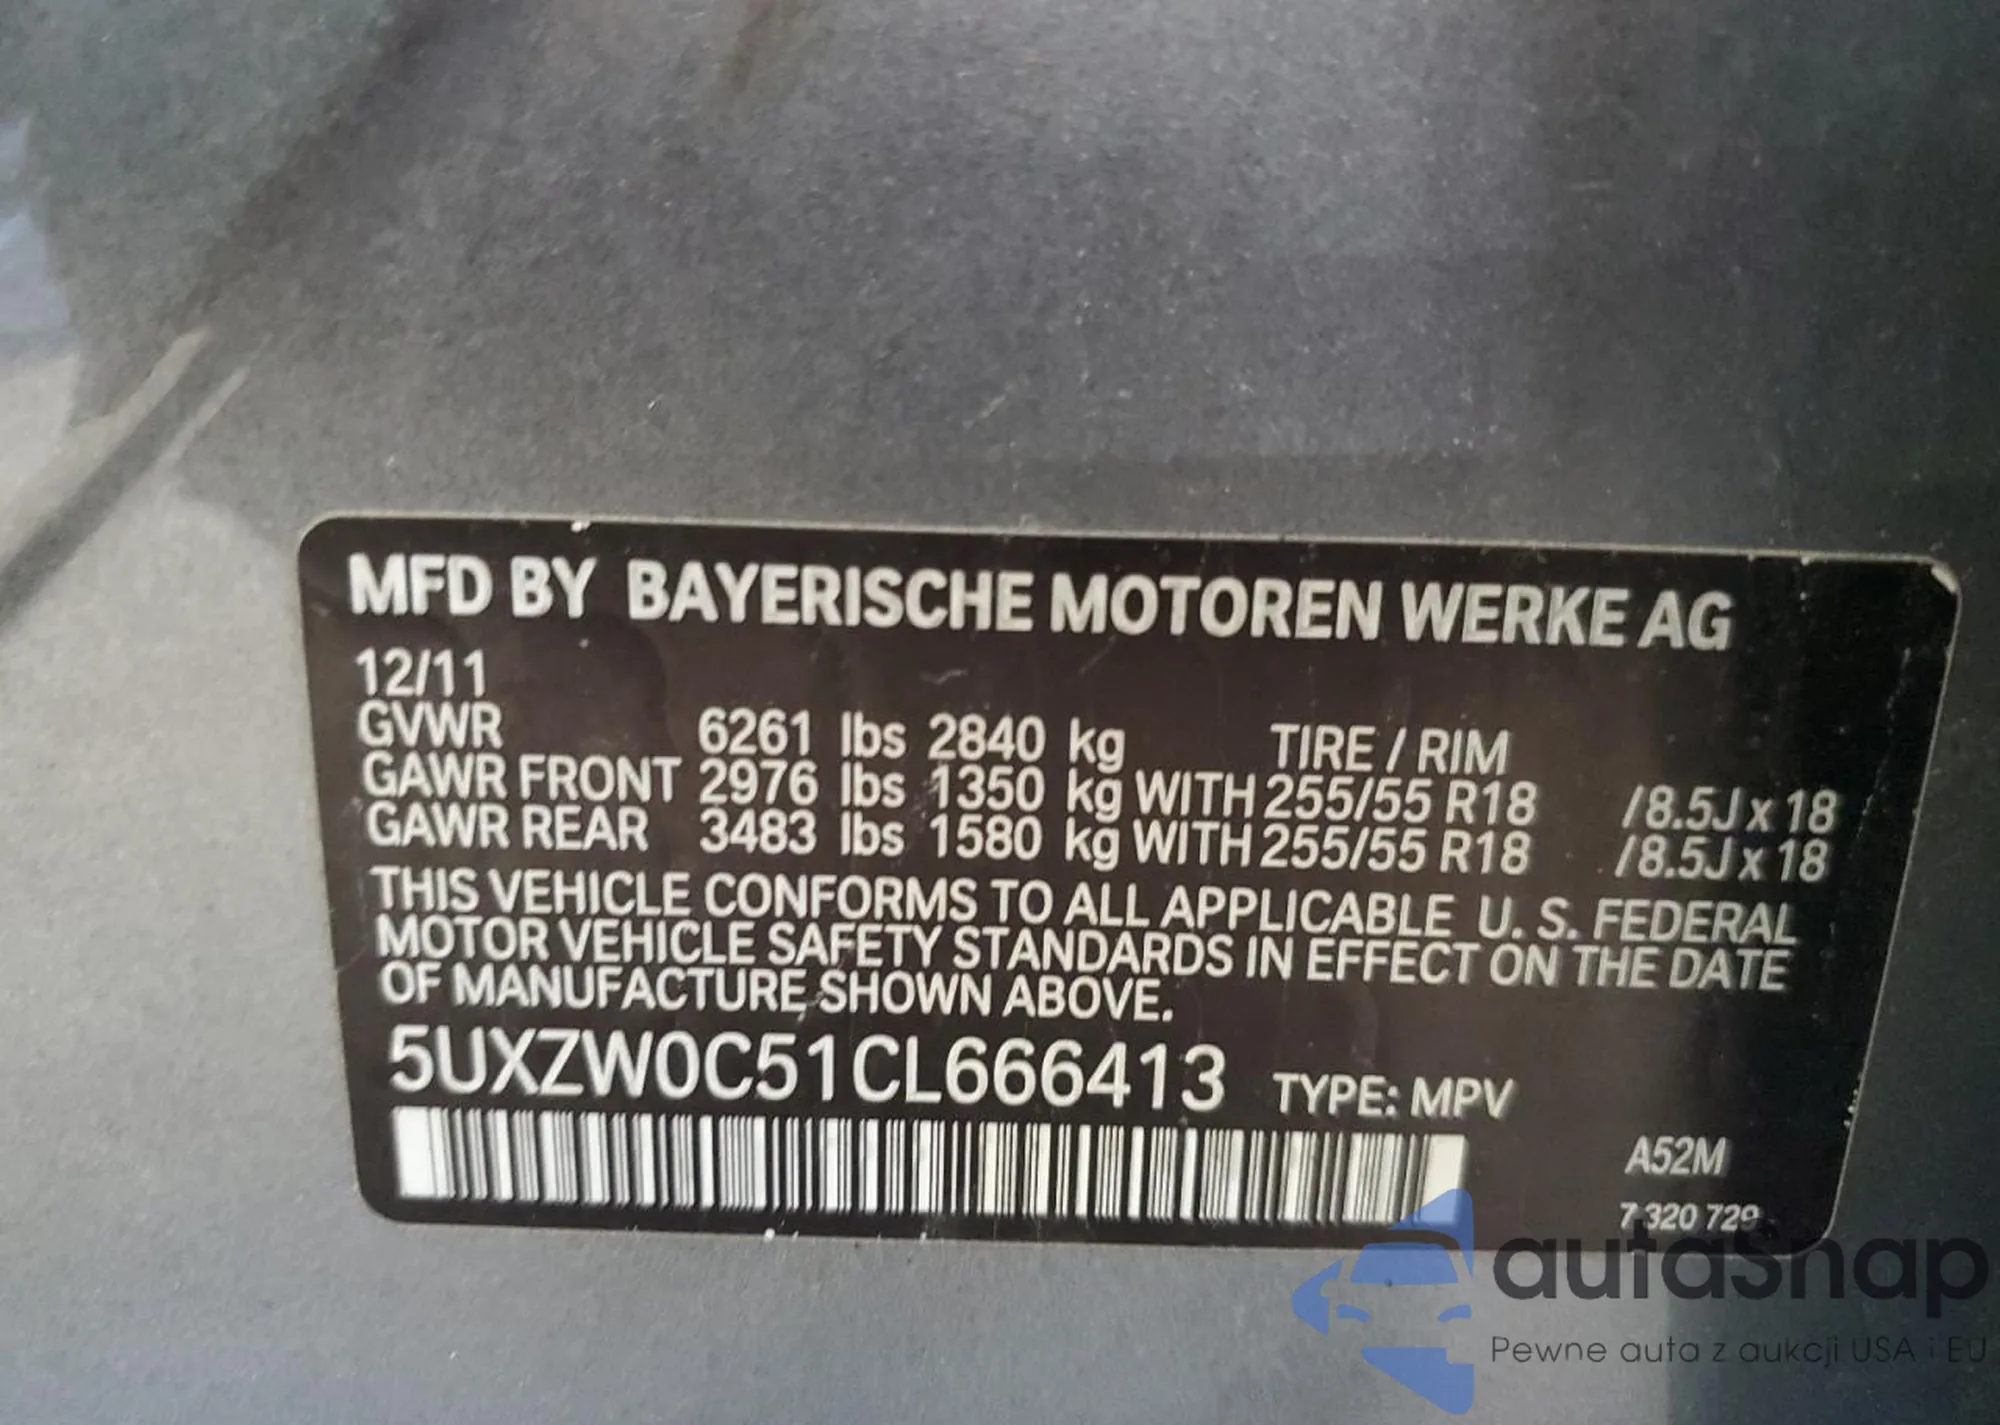 MFD BY BAYERISCHE MOTOREN WERKE AG
12/11
GVWR 6261 lbs 2840 kg TIRE / RIM
GAWR FRONT 2976 lbs 1350 kg WITH 255/55 R18 /8.5J x 18
GAWR REAR 3483 lbs 1580 kg WITH 255/55 R18 /8.5J x 18
THIS VEHICLE CONFORMS TO ALL APPLICABLE U. S. FEDERAL
MOTOR VEHICLE SAFETY STANDARDS IN EFFECT ON THE DATE
OF MANUFACTURE SHOWN ABOVE.
5UXZW0C51CL666413 TYPE: MPV
A52M
7 320 729
autaSnap
Pewne auta z aukcji USA i EU